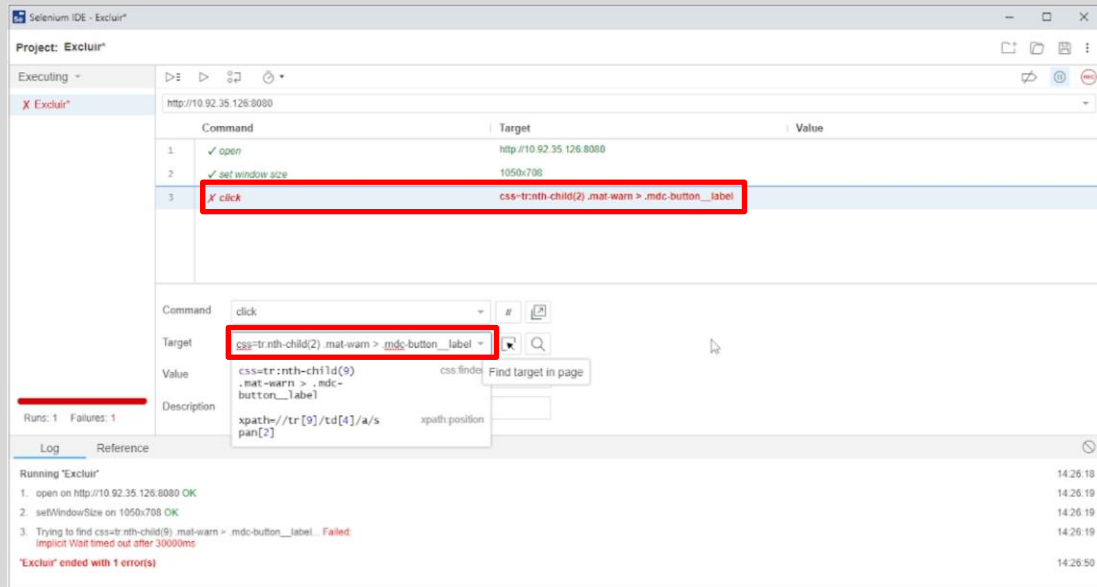 Selenium IDE - Excluir*
Project: Excluir*
Executing
X Excluir*
http://10.92.35.126:8080
Command Target Value
1 ✓ open http://10.92.35.126:8080
2 ✓ set window size 1050x708
3 X click css=tr:nth-child(2) .mat-warn > .mdc-button__label
Command click //
Target css=tr:nth-child(2) .mat-warn > .mdc-button__label
Value
css=tr:nth-child(9) css:finder
.mat-warn > .mdc-
button__label
Find target in page
Description
xpath=//tr[9]/td[4]/a/s xpath:position
pan[2]
Runs: 1 Failures: 1
Log Reference
Running 'Excluir' 14:26:18
1. open on http://10.92.35.126:8080 OK 14:26:19
2. setWindowSize on 1050x708 OK 14:26:19
3. Trying to find css=tr:nth-child(9) .mat-warn > .mdc-button__label... Failed: 14:26:19
Implicit Wait timed out after 30000ms
'Excluir' ended with 1 error(s) 14:26:50